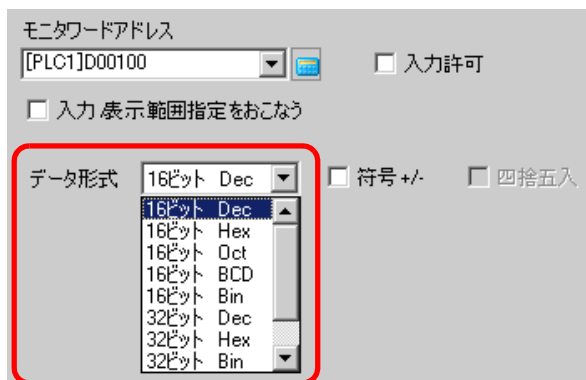 モニタワードアドレス
[PLC1]D00100
入力許可
入力/表示範囲指定をおこなう
データ形式 16ビット Dec 符号+/- 四捨五入
16ビット Dec
16ビット Hex
16ビット Oct
16ビット BCD
16ビット Bin
32ビット Dec
32ビット Hex
32ビット Bin